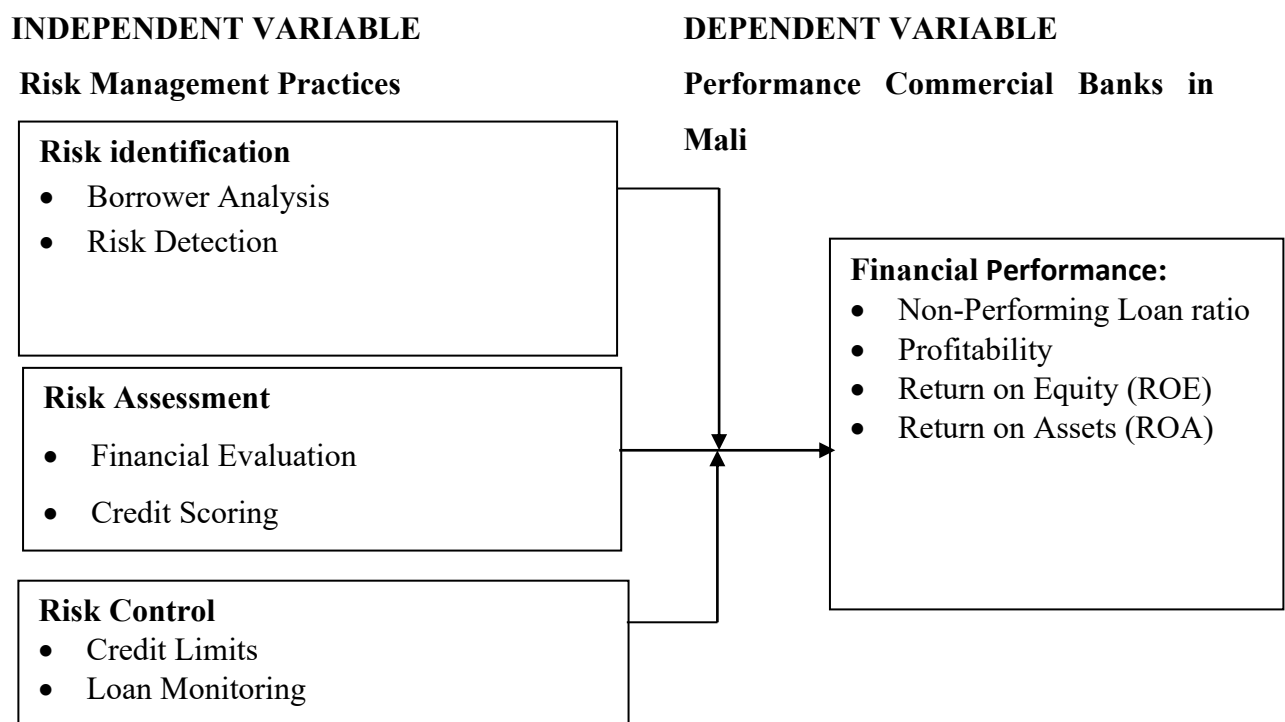 INDEPENDENT VARIABLE
Risk Management Practices
Risk identification
• Borrower Analysis
• Risk Detection
Risk Assessment
• Financial Evaluation
• Credit Scoring
Risk Control
• Credit Limits
• Loan Monitoring
DEPENDENT VARIABLE
Performance Commercial Banks in
Mali
Financial Performance:
• Non-Performing Loan ratio
• Profitability
• Return on Equity (ROE)
• Return on Assets (ROA)